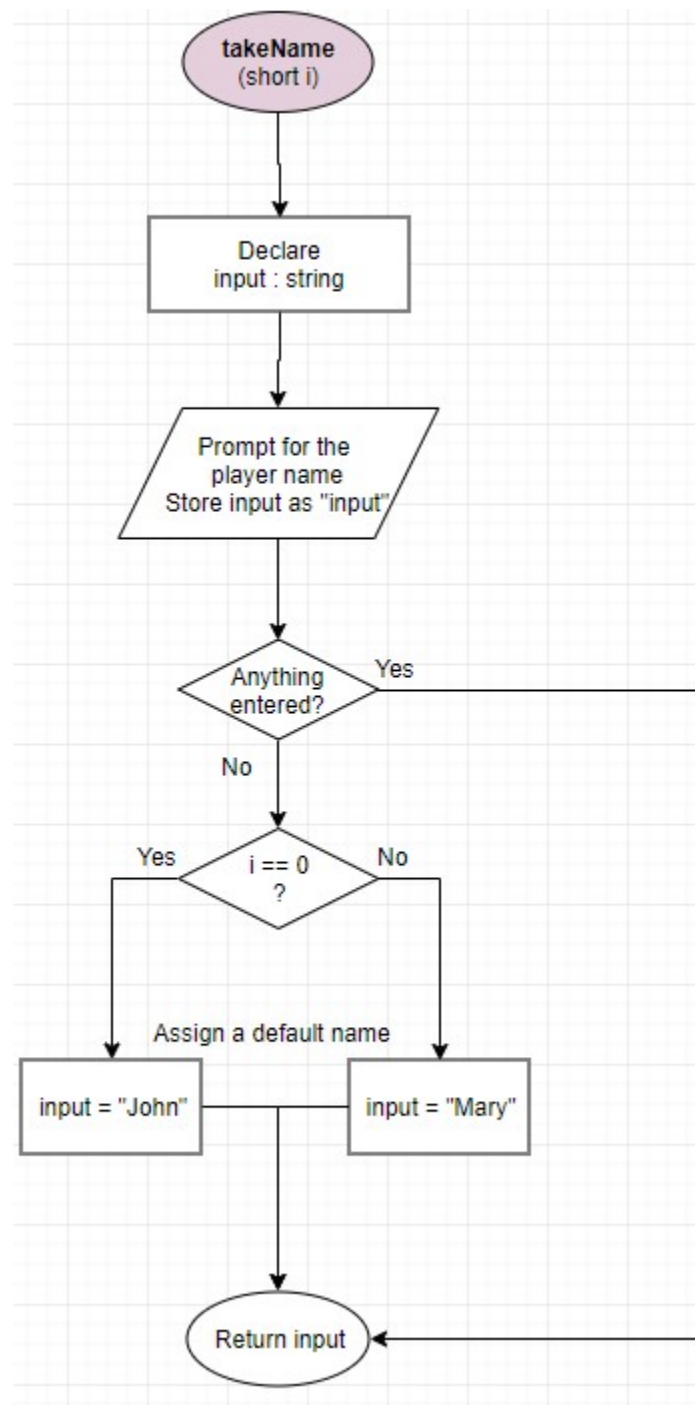 takeName
(short i)
Declare
input : string
Prompt for the
player name
Store input as "input"
Anything
entered?
Yes
No
i == 0
?
Yes
No
Assign a default name
input = "John"
input = "Mary"
Return input